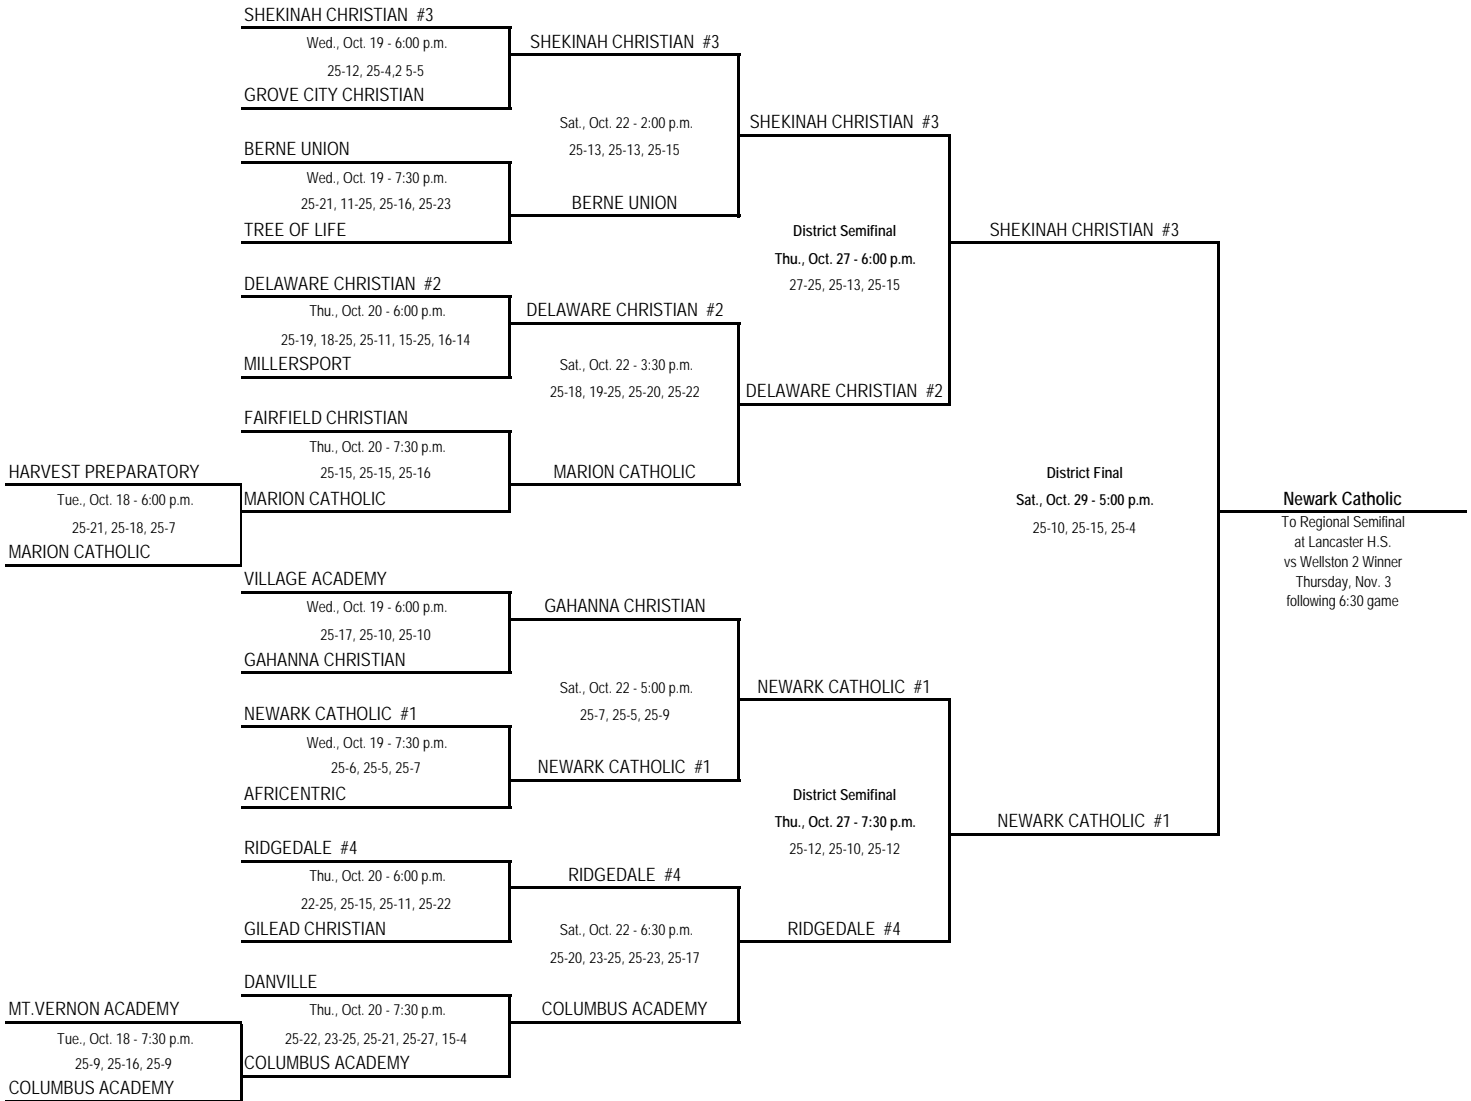 SHEKINAH CHRISTIAN #3
Wed., Oct. 19 - 6:00 p.m.
25-12, 25-4,2 5-5
GROVE CITY CHRISTIAN
BERNE UNION
Wed., Oct. 19 - 7:30 p.m.
25-21, 11-25, 25-16, 25-23
TREE OF LIFE
DELAWARE CHRISTIAN #2
Thu., Oct. 20 - 6:00 p.m.
25-19, 18-25, 25-11, 15-25, 16-14
MILLERSPORT
FAIRFIELD CHRISTIAN
Thu., Oct. 20 - 7:30 p.m.
25-15, 25-15, 25-16
MARION CATHOLIC
HARVEST PREPARATORY
Tue., Oct. 18 - 6:00 p.m.
25-21, 25-18, 25-7
MARION CATHOLIC
VILLAGE ACADEMY
Wed., Oct. 19 - 6:00 p.m.
25-17, 25-10, 25-10
GAHANNA CHRISTIAN
NEWARK CATHOLIC #1
Wed., Oct. 19 - 7:30 p.m.
25-6, 25-5, 25-7
AFRICENTRIC
RIDGEDALE #4
Thu., Oct. 20 - 6:00 p.m.
22-25, 25-15, 25-11, 25-22
GILEAD CHRISTIAN
DANVILLE
Thu., Oct. 20 - 7:30 p.m.
25-22, 23-25, 25-21, 25-27, 15-4
COLUMBUS ACADEMY
MT.VERNON ACADEMY
Tue., Oct. 18 - 7:30 p.m.
25-9, 25-16, 25-9
COLUMBUS ACADEMY
SHEKINAH CHRISTIAN #3
Sat., Oct. 22 - 2:00 p.m.
25-13, 25-13, 25-15
BERNE UNION
DELAWARE CHRISTIAN #2
Sat., Oct. 22 - 3:30 p.m.
25-18, 19-25, 25-20, 25-22
MARION CATHOLIC
GAHANNA CHRISTIAN
Sat., Oct. 22 - 5:00 p.m.
25-7, 25-5, 25-9
NEWARK CATHOLIC #1
RIDGEDALE #4
Sat., Oct. 22 - 6:30 p.m.
25-20, 23-25, 25-23, 25-17
COLUMBUS ACADEMY
SHEKINAH CHRISTIAN #3
District Semifinal
Thu., Oct. 27 - 6:00 p.m.
27-25, 25-13, 25-15
DELAWARE CHRISTIAN #2
NEWARK CATHOLIC #1
District Semifinal
Thu., Oct. 27 - 7:30 p.m.
25-12, 25-10, 25-12
RIDGEDALE #4
SHEKINAH CHRISTIAN #3
District Final
Sat., Oct. 29 - 5:00 p.m.
25-10, 25-15, 25-4
NEWARK CATHOLIC #1
Newark Catholic
To Regional Semifinal
at Lancaster H.S.
vs Wellston 2 Winner
Thursday, Nov. 3
following 6:30 game